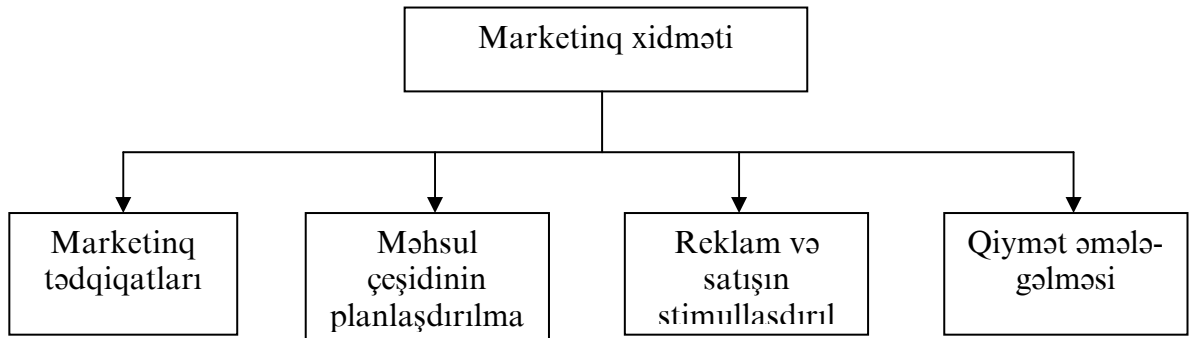 Marketinq xidməti
Marketinq
tədqiqatları
Məhsul
çeşidinin
planlaşdırılma
Reklam və
satışın
stimullaşdırıl
Qiymət əmələ-
gəlməsi